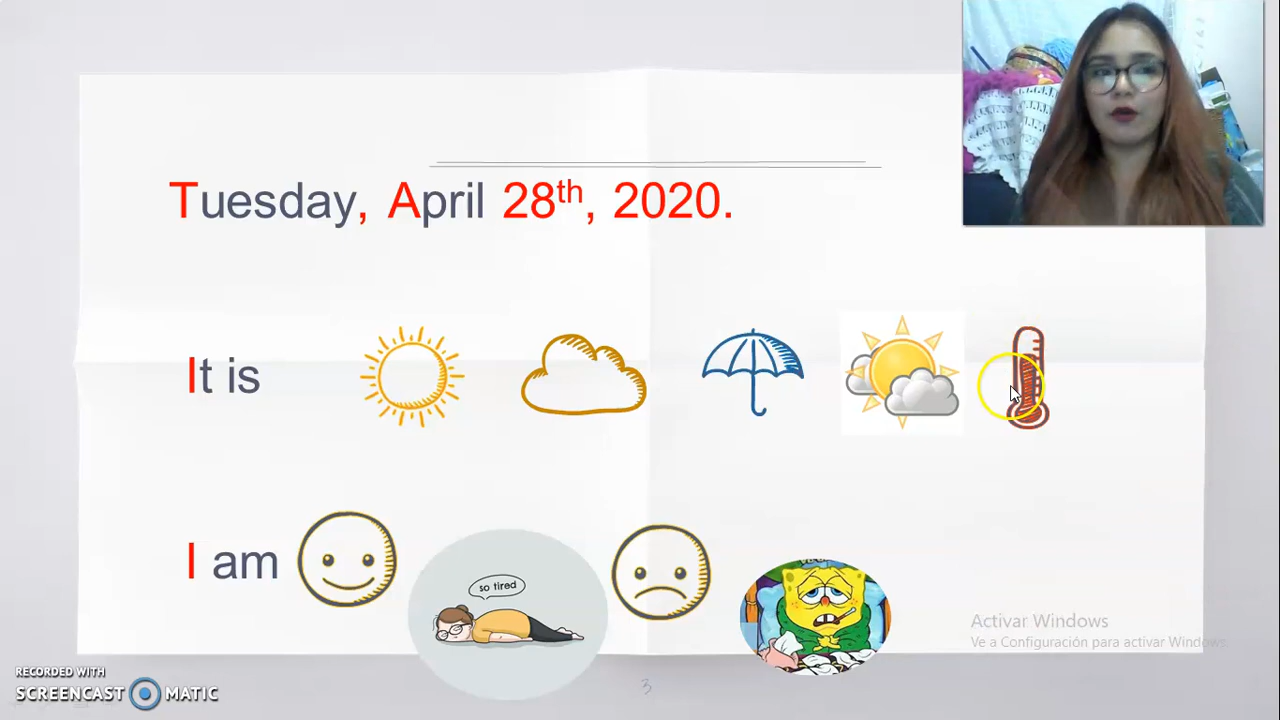 Tuesday, April 28th, 2020.
It is
I am
so tired
Activar Windows
Ve a Configuración para activar Windows.
3
RECORDED WITH
SCREENCAST MATIC